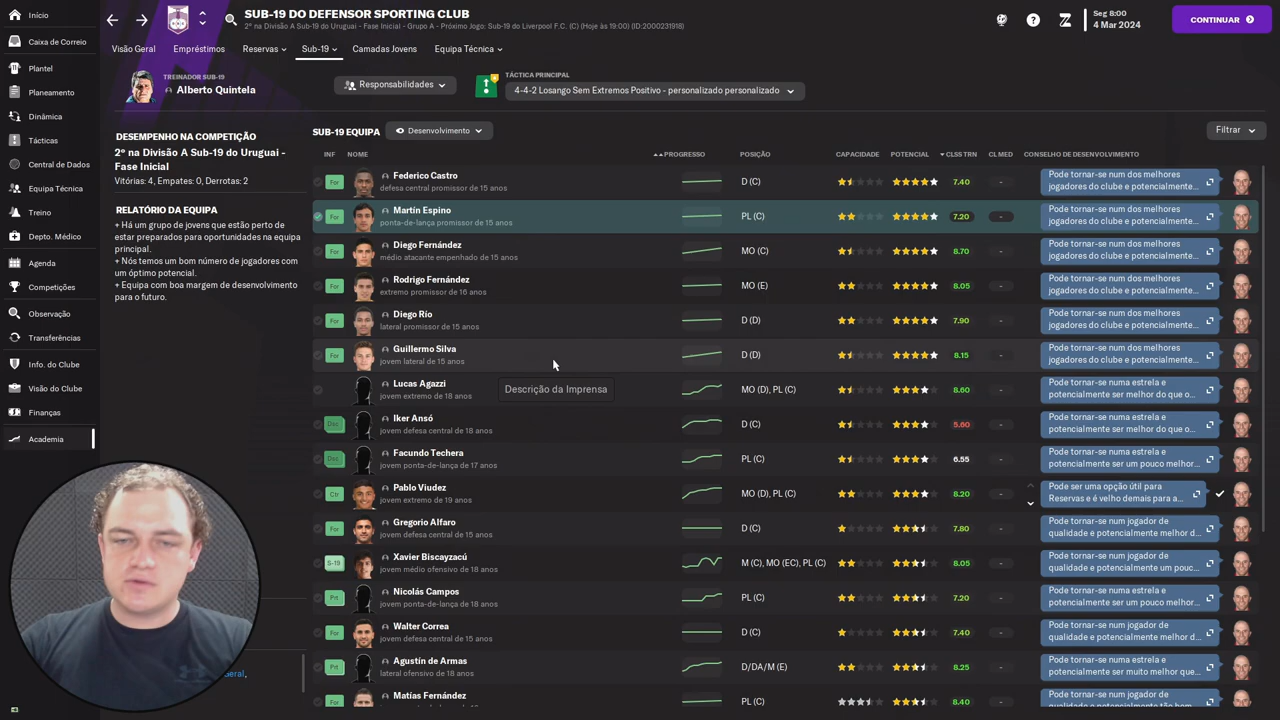 Início
Caixa de Correio
Plantel
Planeamento
Dinâmica
Tácticas
Central de Dados
Equipa Técnica
Treino
Depto. Médico
Agenda
Competições
Observação
Transferências
Info. do Clube
Visão do Clube
Finanças
Academia
SUB-19 DO DEFENSOR SPORTING CLUB
2º na Divisão A Sub-19 do Uruguai - Fase Inicial - Grupo A - Próximo Jogo: Sub-19 do Liverpool F.C. (C) (Hoje às 19:00) (ID:2000231918)
Seg 8:00
4 Mar 2024
CONTINUAR
Visão Geral Empréstimos Reservas Sub-19 Camadas Jovens Equipa Técnica
TREINADOR SUB-19
Alberto Quintela
Responsabilidades
TÁCTICA PRINCIPAL
4-4-2 Losango Sem Extremos Positivo - personalizado personalizado
DESEMPENHO NA COMPETIÇÃO
2º na Divisão A Sub-19 do Uruguai -
Fase Inicial
Vitórias: 4, Empates: 0, Derrotas: 2
RELATÓRIO DA EQUIPA
+ Há um grupo de jovens que estão perto de
estar preparados para oportunidades na equipa
principal.
+ Nós temos um bom número de jogadores com
um óptimo potencial.
+ Equipa com boa margem de desenvolvimento
para o futuro.
eral,
SUB-19 EQUIPA Desenvolvimento Filtrar
INF NOME PROGRESSO POSIÇÃO CAPACIDADE POTENCIAL CLSS TRN CL MED CONSELHO DE DESENVOLVIMENTO
For Federico Castro D (C) 7.40 - Pode tornar-se num dos melhores
defesa central promissor de 15 anos jogadores do clube e potencialmente...
For Martín Espino PL (C) 7.20 - Pode tornar-se num dos melhores
ponta-de-lança promissor de 15 anos jogadores do clube e potencialmente...
For Diego Fernández MO (C) 8.70 - Pode tornar-se num dos melhores
médio atacante empenhado de 15 anos jogadores do clube e potencialmente...
For Rodrigo Fernández MO (E) 8.05 - Pode tornar-se num dos melhores
extremo promissor de 16 anos jogadores do clube e potencialmente...
For Diego Río D (D) 7.90 - Pode tornar-se num dos melhores
lateral promissor de 15 anos jogadores do clube e potencialmente...
For Guillermo Silva D (D) 8.15 - Pode tornar-se num dos melhores
jovem lateral de 15 anos jogadores do clube e potencialmente...
Lucas Agazzi MO (D), PL (C) 8.60 - Pode tornar-se numa estrela e
jovem extremo de 18 anos potencialmente ser melhor do que o...
Descrição da Imprensa
Dsc Iker Ansó D (C) 5.60 - Pode tornar-se numa estrela e
jovem defesa central de 18 anos potencialmente ser melhor do que o...
Dsc Facundo Techera PL (C) 6.55 - Pode tornar-se numa estrela e
jovem ponta-de-lança de 17 anos potencialmente ser um pouco melhor...
Ctr Pablo Viudez MO (D), PL (C) 8.20 - Pode ser uma opção útil para
jovem extremo de 19 anos Reservas e é velho demais para a...
For Gregorio Alfaro D (C) 7.80 - Pode tornar-se num jogador de
jovem defesa central de 15 anos qualidade e potencialmente melhor d...
S-19 Xavier Biscayzacú M (C), MO (EC), PL (C) 8.05 - Pode tornar-se num jogador de
jovem médio ofensivo de 18 anos qualidade e potencialmente um pouc...
Prt Nicolás Campos PL (C) 7.20 - Pode tornar-se numa estrela e
jovem ponta-de-lança de 18 anos potencialmente ser um pouco melhor...
For Walter Correa D (C) 7.40 - Pode tornar-se num jogador de
jovem defesa central de 15 anos qualidade e potencialmente melhor d...
Prt Agustín de Armas D/DA/M (E) 8.25 - Pode tornar-se numa estrela e
lateral ofensivo de 18 anos potencialmente ser muito melhor que...
For Matías Fernández PL (C) 8.40 - Pode tornar-se num jogador de